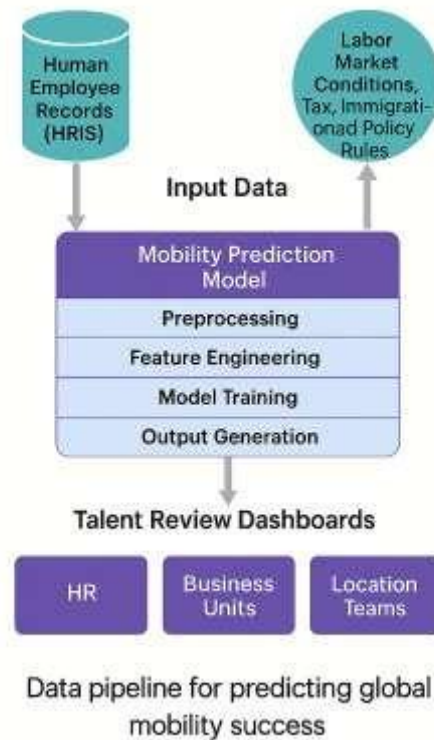 Human
Employee
Records
(HRIS)
Labor
Market
Conditions,
Tax, Immigrati-
onad Policy
Rules
Input Data
Mobility Prediction
Model
Preprocessing
Feature Engineering
Model Training
Output Generation
Talent Review Dashboards
HR
Business
Units
Location
Teams
Data pipeline for predicting global
mobility success